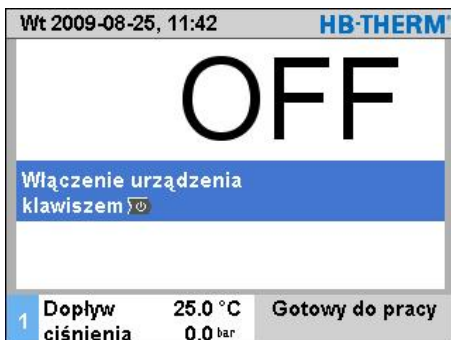 Wt 2009-08-25, 11:42 HB-THERM
OFF
Włączenie urządzenia
klawiszem
1 Dopływ 25.0 °C Gotowy do pracy
ciśnienia 0.0 bar